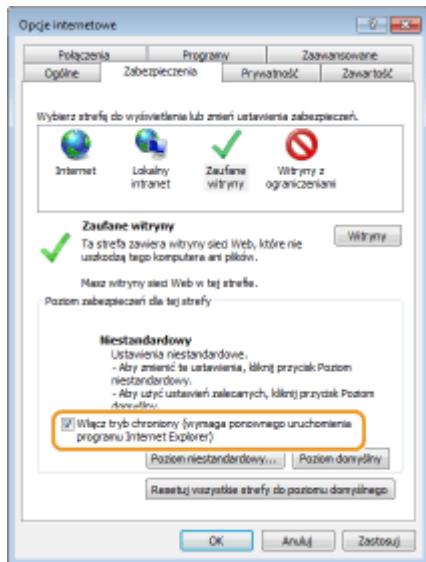 Opcje internetowe
Połączenia Programy Zaawansowane
Ogólne Zabezpieczenia Prywatność Zawartość
Wybierz strefę do wyświetlenia lub zmień ustawienia zabezpieczeń.
Internet Lokalny intranet Zaufane witryny Witryny z ograniczeniami
Zaufane witryny
Ta strefa zawiera witryny sieci Web, które nie
uszkodzą tego komputera ani plików.
Witryny
Masz witryny sieci Web w tej strefie.
Poziom zabezpieczeń dla tej strefy
Niestandardowy
Ustawienia niestandardowe.
- Aby zmienić te ustawienia, kliknij przycisk Poziom
niestandardowy.
- Aby użyć ustawień zalecanych, kliknij przycisk Poziom
domyślny.
Włącz tryb chroniony (wymaga ponownego uruchomienia
programu Internet Explorer)
Poziom niestandardowy... Poziom domyślny
Resetuj wszystkie strefy do poziomu domyślnego
OK Anuluj Zastosuj